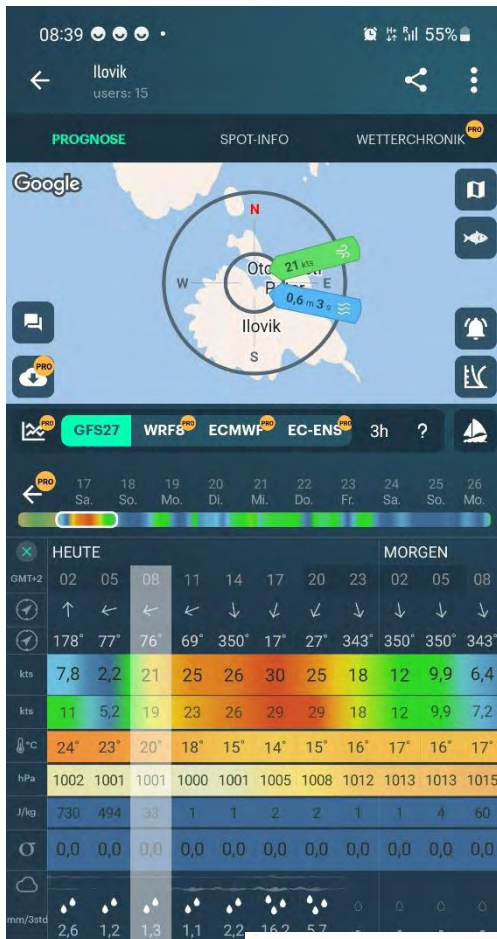 08:39
55%
Ilovik
users: 15
PROGNOSE SPOT-INFO WETTERCHRONIK PRO
Google
N
21 kts
W E
0,6 m 3 s
Ilovik
S
PRO
PRO GFS27 WRF8 PRO ECMWF PRO EC-ENS PRO 3h ?
PRO 17 18 19 20 21 22 23 24 25 26
Sa. So. Mo. Di. Mi. Do. Fr. Sa. So. Mo.
HEUTE MORGEN
GMT+2 02 05 08 11 14 17 20 23 02 05 08
178° 77° 76° 69° 350° 17° 27° 343° 350° 350° 343°
kts 7,8 2,2 21 25 26 30 25 18 12 9,9 6,4
kts 11 5,2 19 23 26 29 29 18 12 9,9 7,2
°C 24° 23° 20° 18° 15° 14° 15° 16° 17° 16° 17°
hPa 1002 1001 1001 1000 1001 1005 1008 1012 1013 1013 1015
J/kg 730 494 33 1 1 2 2 1 1 4 60
σ 0,0 0,0 0,0 0,0 0,0 0,0 0,0 0,0 0,0 0,0 0,0
mm/3std 2,6 1,2 1,3 1,1 2,2 16,2 5,7 - - - -